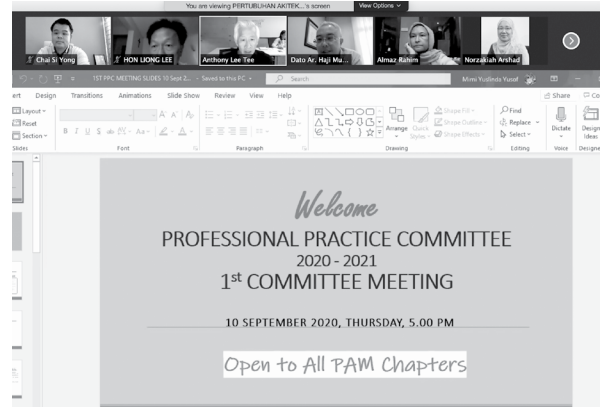 You are viewing PERTUBUHAN AKITEK...'s screen
View Options
Chai Si Yong
HON LIONG LEE
Anthony Lee Tee
Dato Ar. Haji Mu...
Almaz Rahim
Norzakiah Arshad
1ST PPC MEETING SLIDES 10 Sept 2... - Saved to this PC
Search
Mimi Yuslinda Yusof
ert Design Transitions Animations Slide Show Review View Help
Share
Co
Layout
Reset
Section
Slides
Font
Paragraph
Arrange
Quick Styles
Shape Fill
Shape Outline
Shape Effects
Drawing
Find
Replace
Select
Editing
Dictate
Voice
Design
Ideas
Designe
Welcome
PROFESSIONAL PRACTICE COMMITTEE
2020 - 2021
1st COMMITTEE MEETING
10 SEPTEMBER 2020, THURSDAY, 5.00 PM
Open to All PAM Chapters